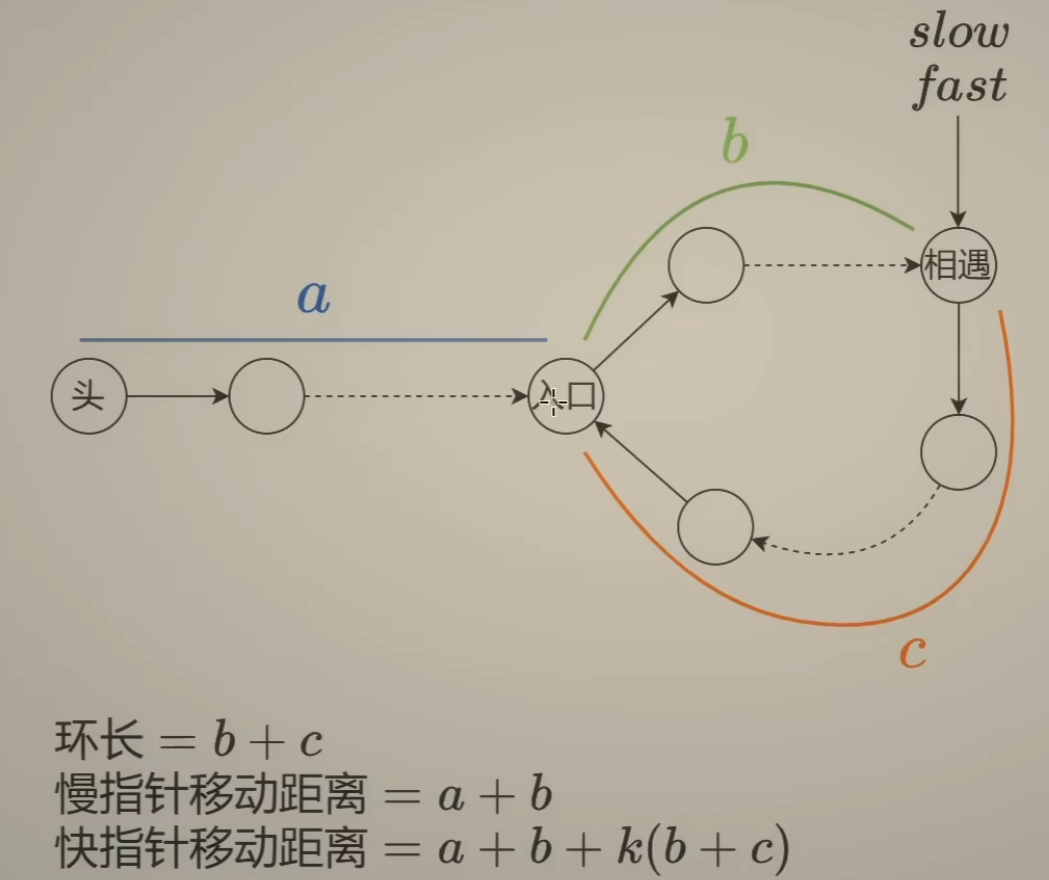 slow
fast
b
相遇
a
头
入口
c
环长 = b + c
慢指针移动距离 = a + b
快指针移动距离 = a + b + k(b + c)